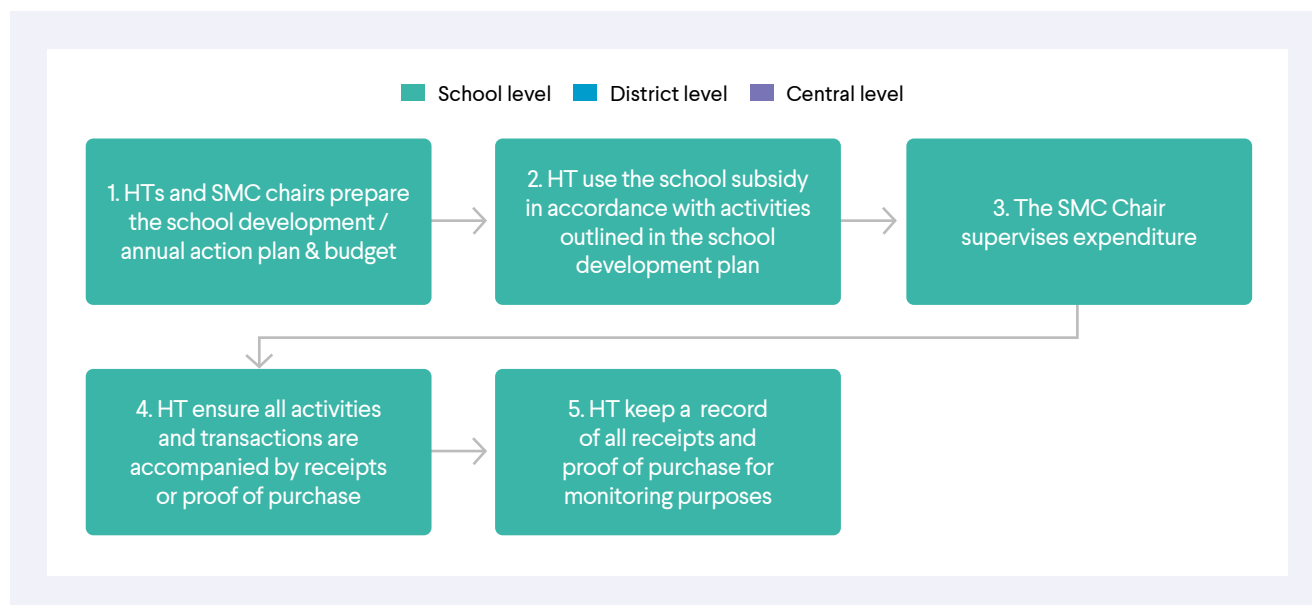 School level District level Central level
1. HTs and SMC chairs prepare
the school development /
annual action plan & budget
2. HT use the school subsidy
in accordance with activities
outlined in the school
development plan
3. The SMC Chair
supervises expenditure
4. HT ensure all activities
and transactions are
accompanied by receipts
or proof of purchase
5. HT keep a record
of all receipts and
proof of purchase for
monitoring purposes